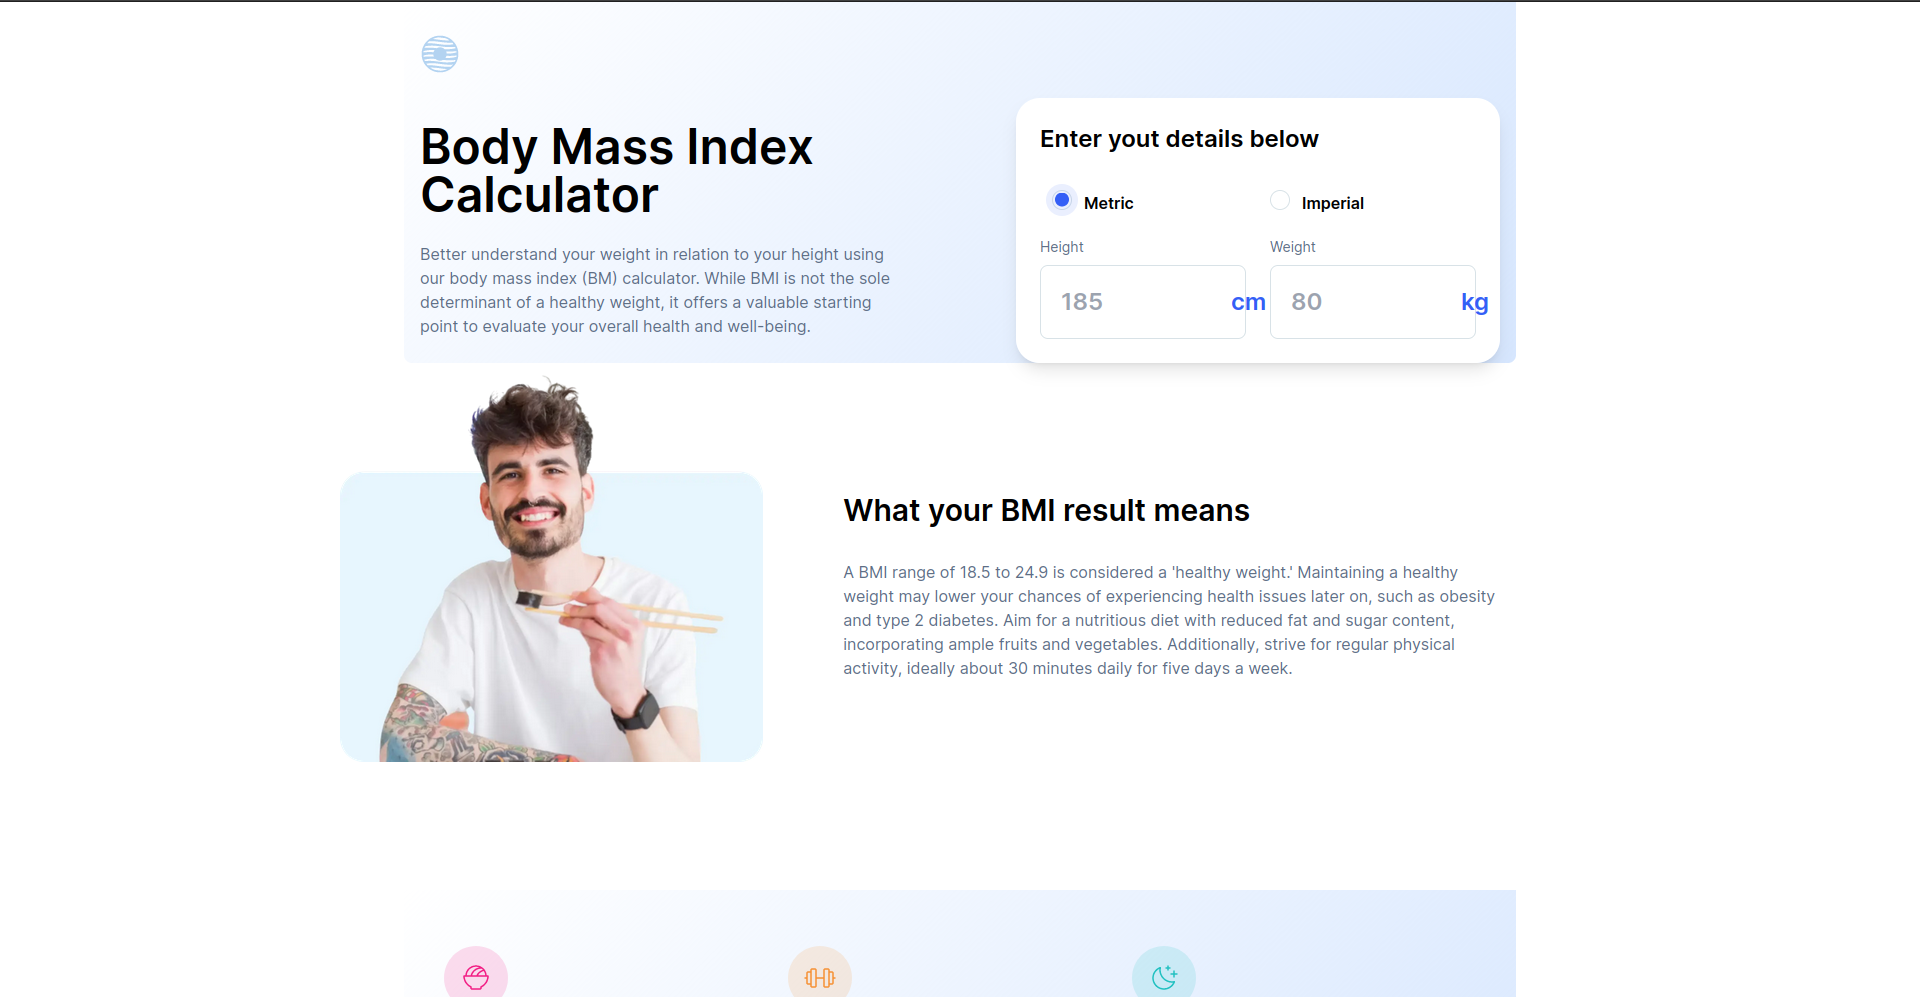 Body Mass Index
Calculator
Better understand your weight in relation to your height using
our body mass index (BM) calculator. While BMI is not the sole
determinant of a healthy weight, it offers a valuable starting
point to evaluate your overall health and well-being.
Enter yout details below
Metric Imperial
Height Weight
185 cm 80 kg
What your BMI result means
A BMI range of 18.5 to 24.9 is considered a 'healthy weight.' Maintaining a healthy
weight may lower your chances of experiencing health issues later on, such as obesity
and type 2 diabetes. Aim for a nutritious diet with reduced fat and sugar content,
incorporating ample fruits and vegetables. Additionally, strive for regular physical
activity, ideally about 30 minutes daily for five days a week.